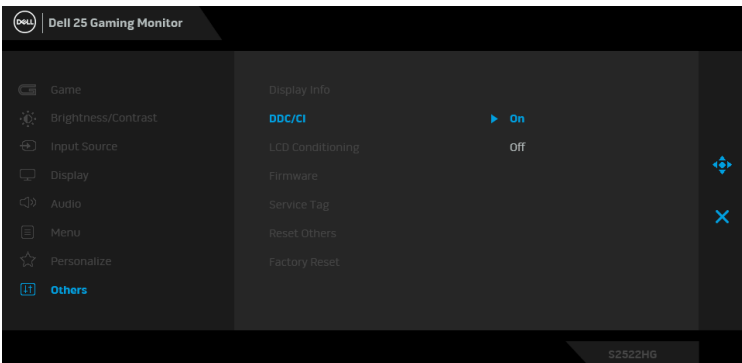 DELL Dell 25 Gaming Monitor
Game
Brightness/Contrast
Input Source
Display
Audio
Menu
Personalize
Others
Display Info
DDC/CI On
LCD Conditioning Off
Firmware
Service Tag
Reset Others
Factory Reset
S2522HG